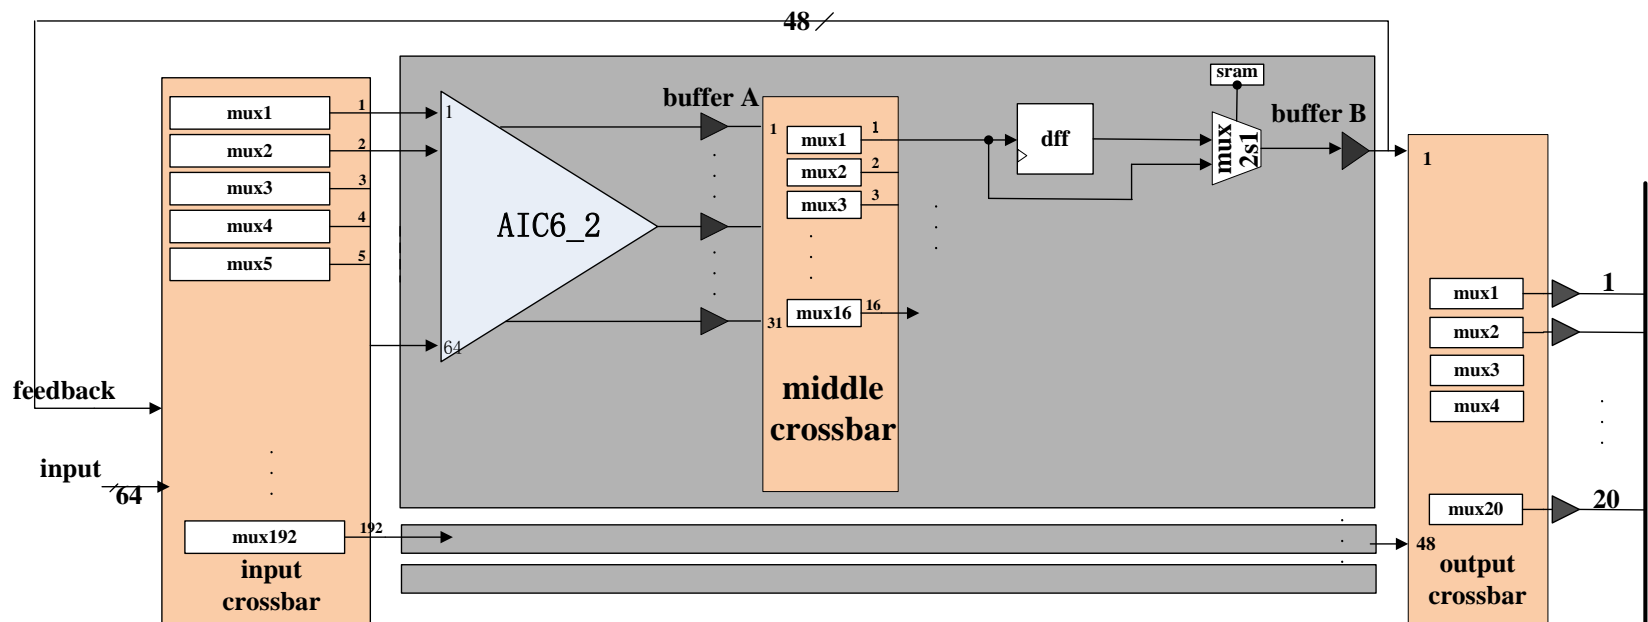 48
mux1
1
mux2
2
mux3
3
mux4
4
mux5
5
feedback
input
64
mux192
192
input
crossbar
1
AIC6_2
64
buffer A
1
mux1
1
mux2
2
mux3
3
mux16
16
31
middle
crossbar
dff
sram
mux
2s1
buffer B
1
mux1
1
mux2
mux3
mux4
mux20
20
48
output
crossbar